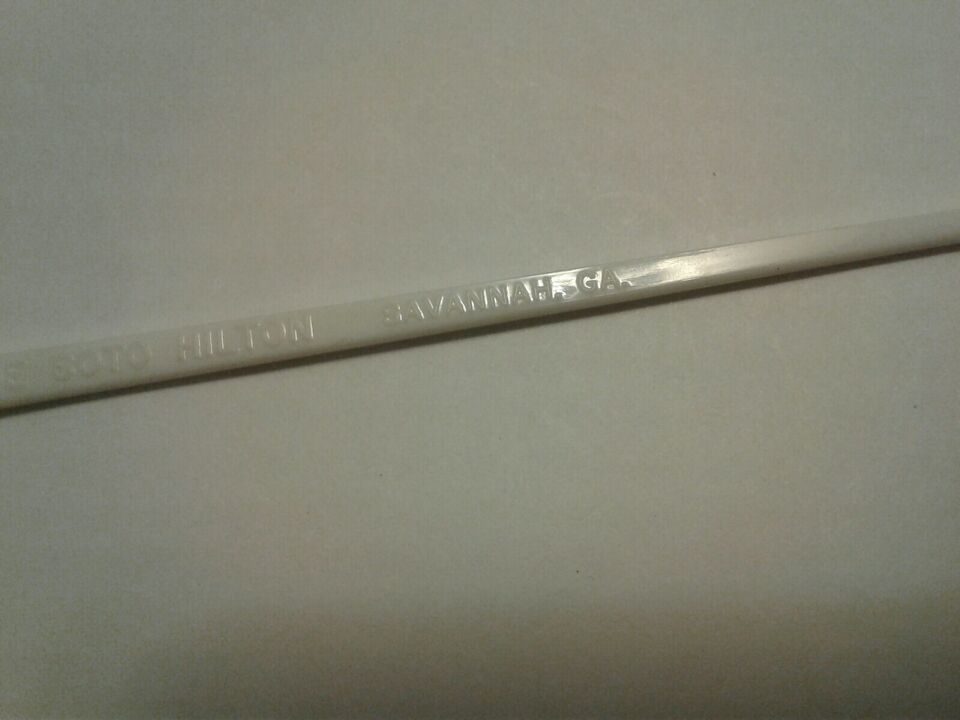 E SOTO HILTON SAVANNAH, GA.